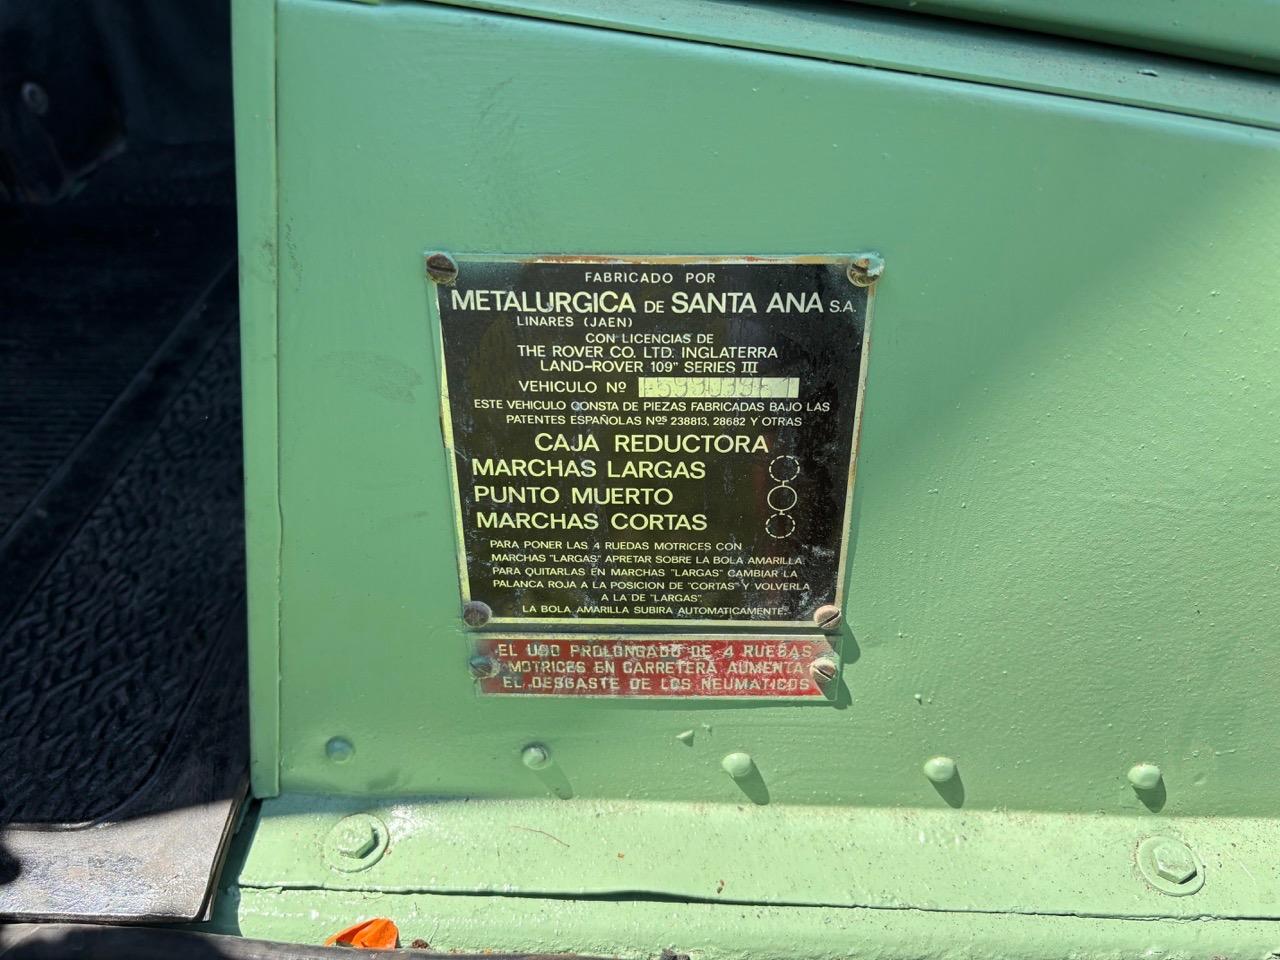 FABRICADO POR
METALURGICA DE SANTA ANA S.A.
LINARES (JAEN)
CON LICENCIAS DE
THE ROVER CO. LTD. INGLATERRA
LAND-ROVER 109" SERIES III
VEHICULO Nº
ESTE VEHICULO CONSTA DE PIEZAS FABRICADAS BAJO LAS
PATENTES ESPAÑOLAS Nos 238813, 28682 Y OTRAS
CAJA REDUCTORA
MARCHAS LARGAS
PUNTO MUERTO
MARCHAS CORTAS
PARA PONER LAS 4 RUEDAS MOTRICES CON
MARCHAS "LARGAS" APRETAR SOBRE LA BOLA AMARILLA
PARA QUITARLAS EN MARCHAS "LARGAS" CAMBIAR LA
PALANCA ROJA A LA POSICION DE "CORTAS" Y VOLVERLA
A LA DE "LARGAS".
LA BOLA AMARILLA SUBIRA AUTOMATICAMENTE.
EL USO PROLONGADO DE 4 RUEDAS
MOTRICES EN CARRETERA AUMENTA
EL DESGASTE DE LOS NEUMATICOS